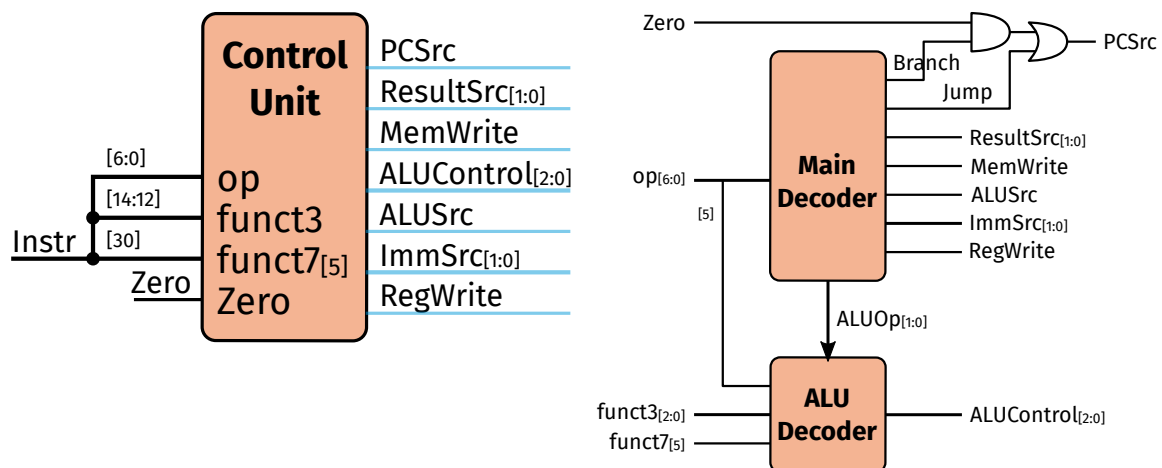 Control
Unit
PCSrc
ResultSrc[1:0]
MemWrite
ALUControl[2:0]
ALUSrc
ImmSrc[1:0]
RegWrite
[6:0]
op
[14:12]
funct3
Instr
[30]
funct7[5]
Zero
Zero
Zero
PCSrc
Branch
Jump
Main
Decoder
op[6:0]
[5]
ResultSrc[1:0]
MemWrite
ALUSrc
ImmSrc[1:0]
RegWrite
ALUOp[1:0]
ALU
Decoder
funct3[2:0]
funct7[5]
ALUControl[2:0]